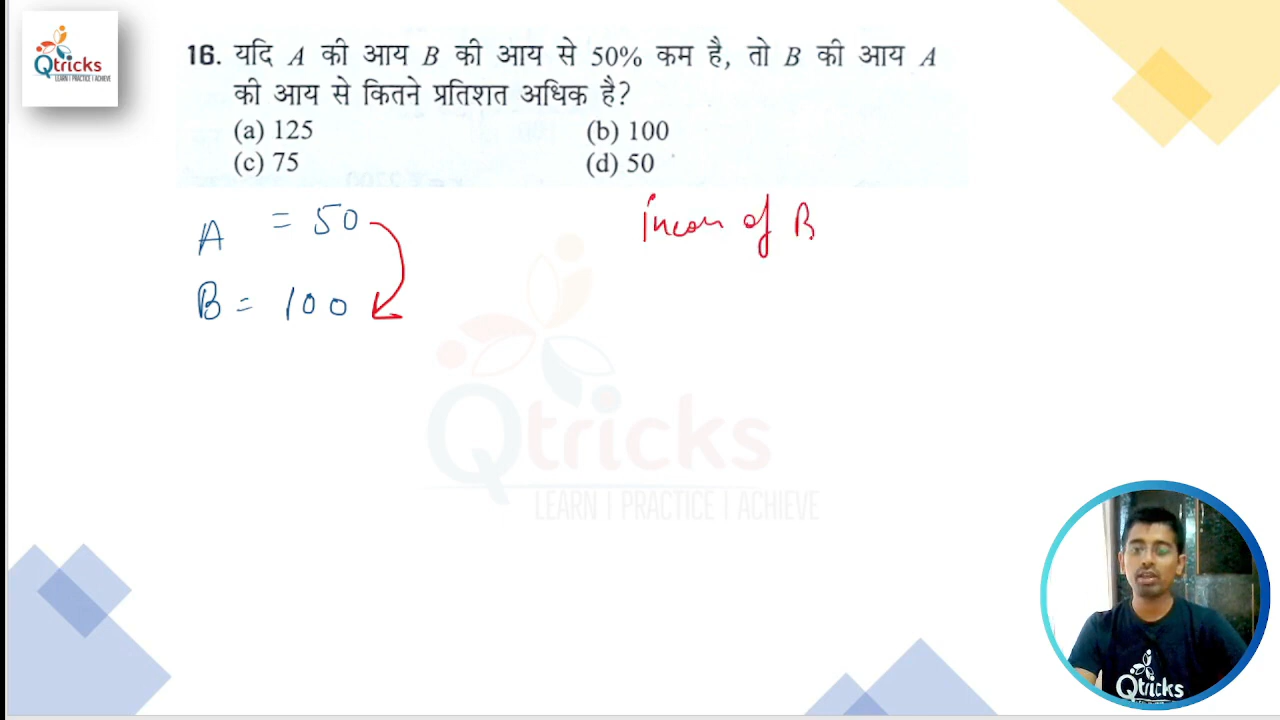 Qtricks
LEARN | PRACTICE | ACHIEVE
16. यदि A की आय B की आय से 50% कम है, तो B की आय A
की आय से कितने प्रतिशत अधिक है?
(a) 125 (b) 100
(c) 75 (d) 50
A = 50
B = 100
of B
Qtricks
LEARN | PRACTICE | ACHIEVE
Qtricks